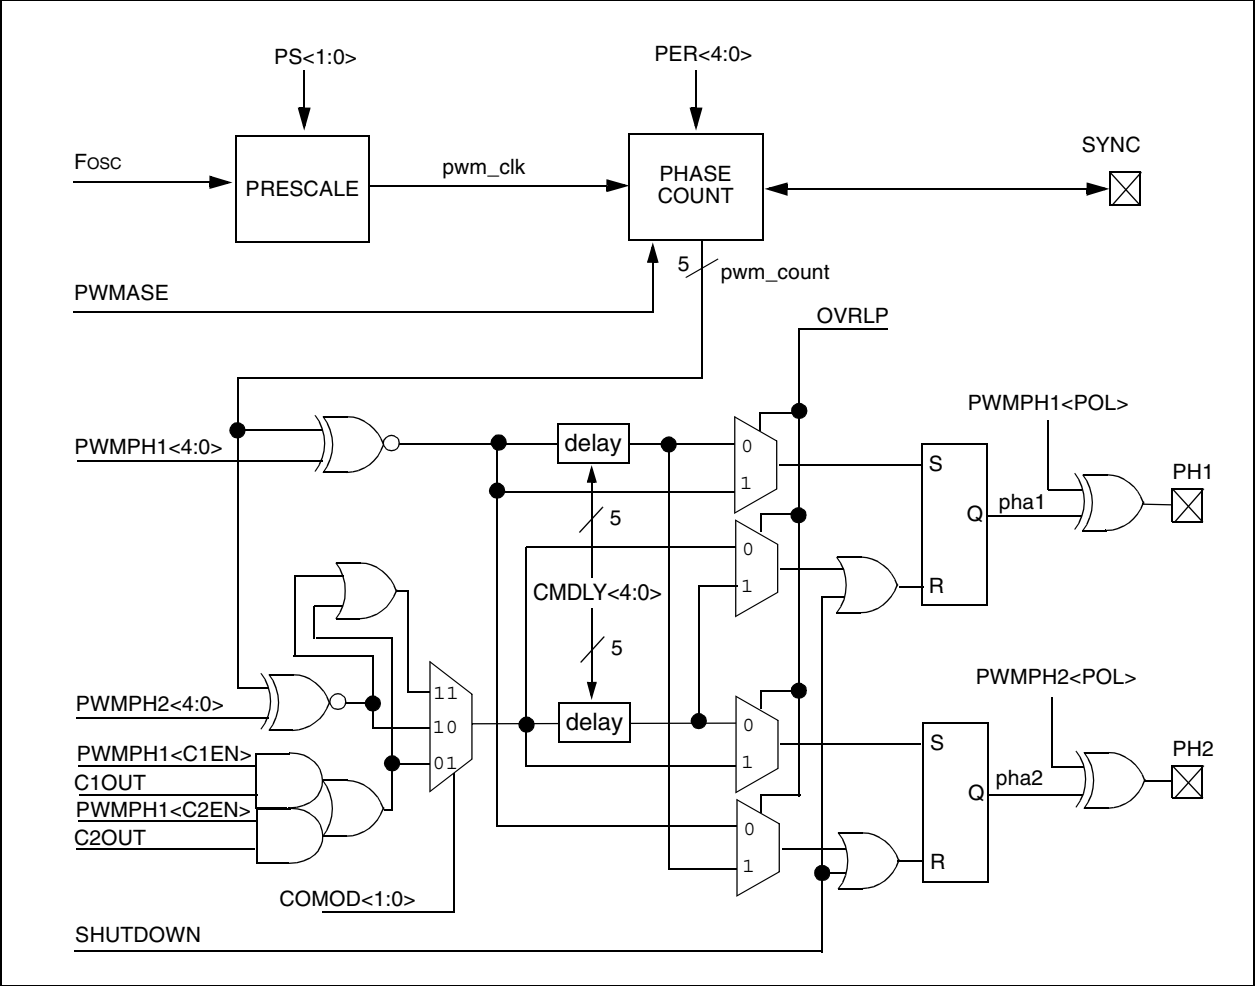 PS<1:0>
PER<4:0>
SYNC
FOSC
pwm_clk
PRESCALE
PHASE
COUNT
5
pwm_count
PWMASE
OVRLP
PWMPH1<POL>
PWMPH1<4:0>
delay
0
1
S
PH1
pha1
Q
5
0
1
R
CMDLY<4:0>
5
PWMPH2<POL>
PWMPH2<4:0>
11
10
01
delay
0
1
S
PH2
pha2
Q
PWMPH1<C1EN>
C1OUT
PWMPH1<C2EN>
C2OUT
0
1
R
COMOD<1:0>
SHUTDOWN